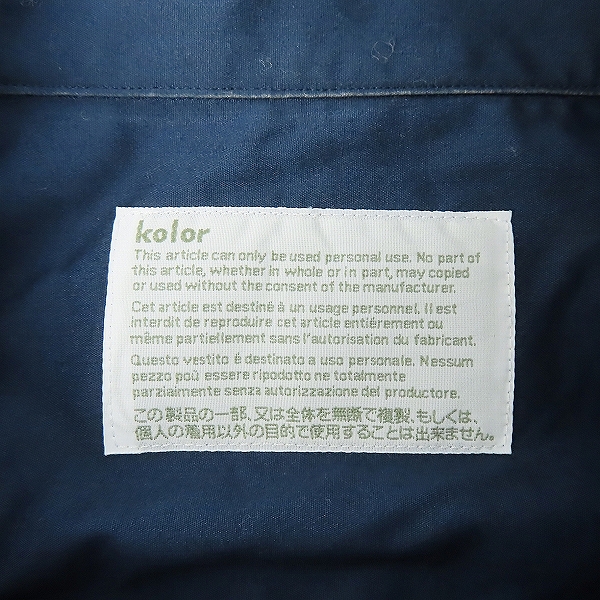 kolor
This article can only be used personal use. No part of
this article, whether in whole or in part, may copied
or used without the consent of the manufacturer.
Cet article est destiné à un usage personnel. Il est
interdit de reproduire cet article entiérement ou
même partiellement sans l'autorisation du fabricant.
Questo vestito é destinato a uso personale. Nessum
pezzo poù essere ripodotto ne totalmente
parzialmente senza autorizzazione del productore.
この製品の一部、又は全体を無断で複製、もしくは、
個人の着用以外の目的で使用することは出来ません。